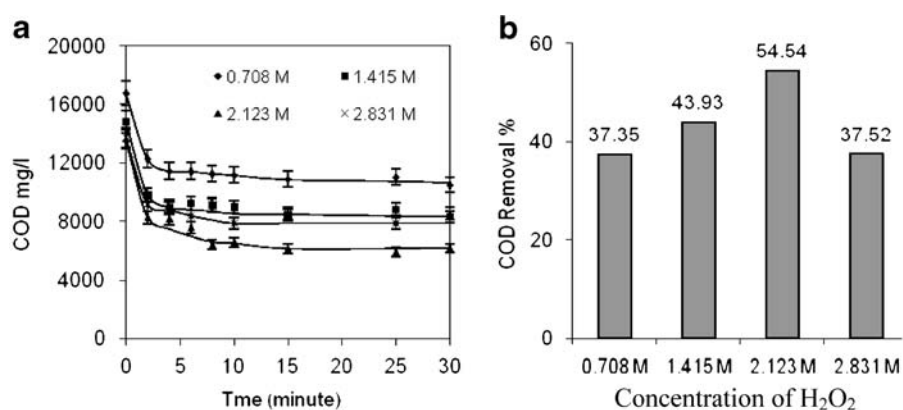 a
20000
16000
12000
8000
4000
0
COD mg/l
♦ 0.708 M ■ 1.415 M
▲ 2.123 M × 2.831 M
0 5 10 15 20 25 30
Tme (minute)
b
60
40
20
0
COD Removal %
37.35
43.93
54.54
37.52
0.708 M 1.415 M 2.123 M 2.831 M
Concentration of H₂O₂